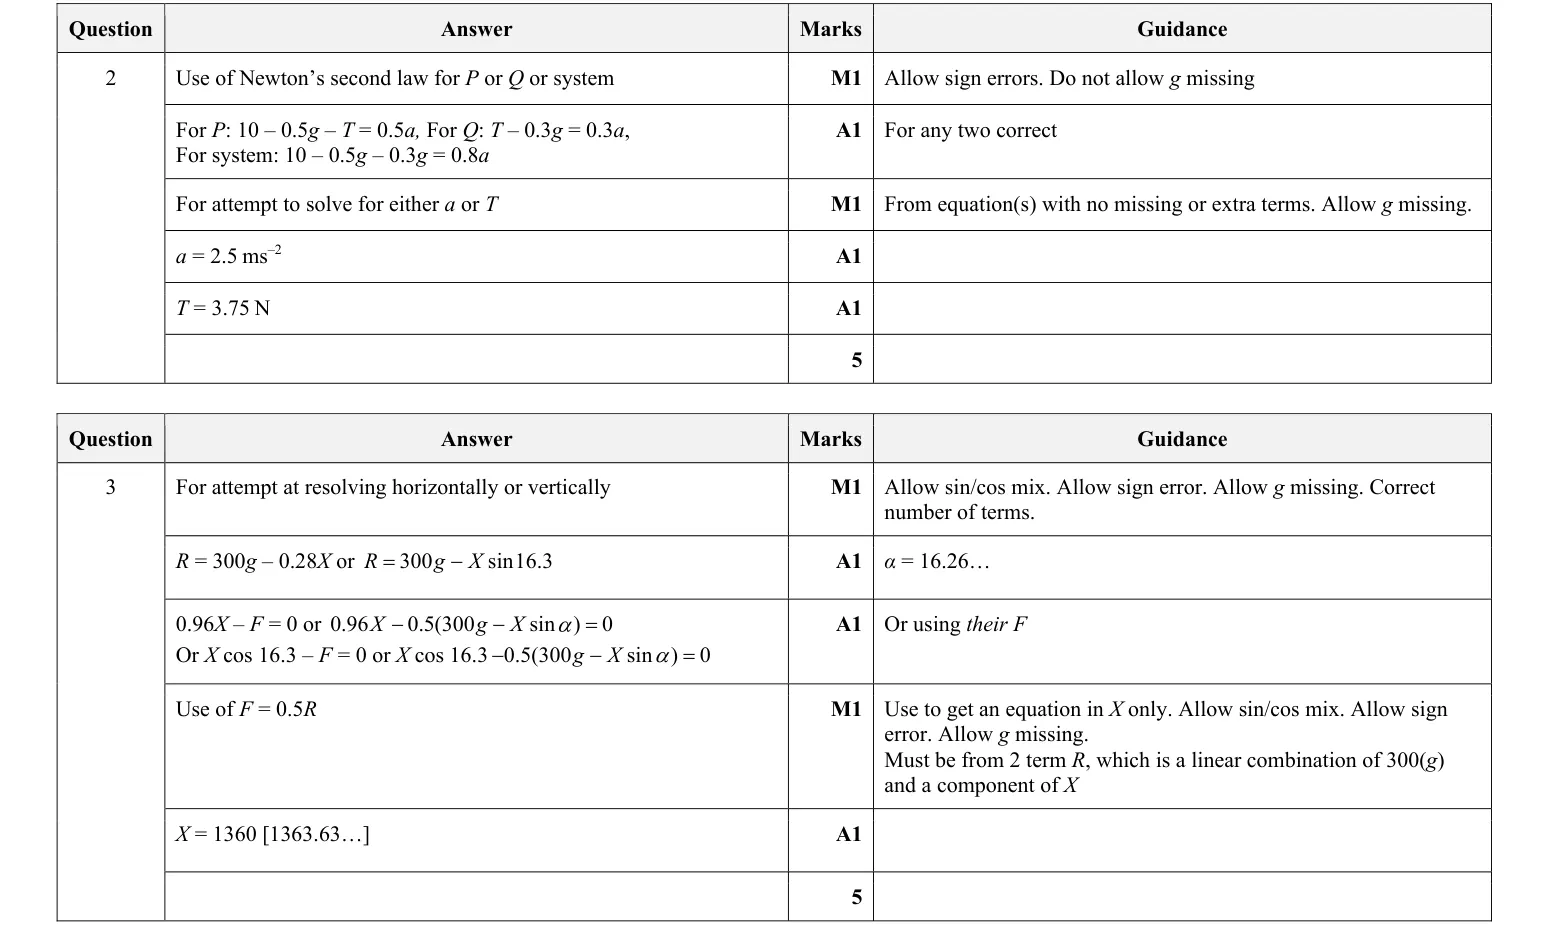 Question Answer Marks Guidance
2 Use of Newton’s second law for P or Q or system M1 Allow sign errors. Do not allow g missing
For P: 10 – 0.5g – T = 0.5a, For Q: T – 0.3g = 0.3a, A1 For any two correct
For system: 10 – 0.5g – 0.3g = 0.8a
For attempt to solve for either a or T M1 From equation(s) with no missing or extra terms. Allow g missing.
a = 2.5 ms⁻² A1
T = 3.75 N A1
5
Question Answer Marks Guidance
3 For attempt at resolving horizontally or vertically M1 Allow sin/cos mix. Allow sign error. Allow g missing. Correct
number of terms.
R = 300g – 0.28X or R = 300g − X sin16.3 A1 α = 16.26…
0.96X – F = 0 or 0.96X − 0.5(300g − X sin α) = 0 A1 Or using their F
Or X cos 16.3 – F = 0 or X cos 16.3 −0.5(300g − X sin α) = 0
Use of F = 0.5R M1 Use to get an equation in X only. Allow sin/cos mix. Allow sign
error. Allow g missing.
Must be from 2 term R, which is a linear combination of 300(g)
and a component of X
X = 1360 [1363.63…] A1
5